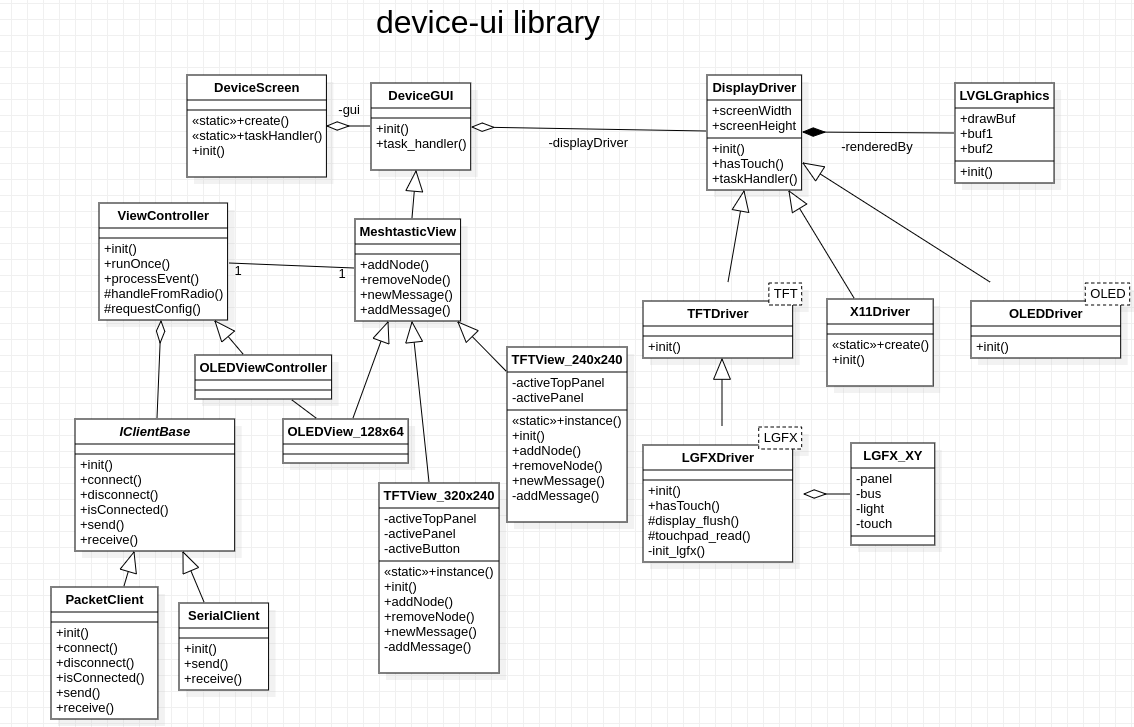 device-ui library
DeviceScreen
«static»+create()
«static»+taskHandler()
+init()
-gui
DeviceGUI
+init()
+task_handler()
-displayDriver
DisplayDriver
+screenWidth
+screenHeight
+init()
+hasTouch()
+taskHandler()
-renderedBy
LVGLGraphics
+drawBuf
+buf1
+buf2
+init()
ViewController
+init()
+runOnce()
+processEvent()
#handleFromRadio()
#requestConfig()
1
1
MeshtasticView
+addNode()
+removeNode()
+newMessage()
+addMessage()
TFT
TFTDriver
+init()
X11Driver
«static»+create()
+init()
OLED
OLEDDriver
+init()
OLEDViewController
OLEDView_128x64
TFTView_240x240
-activeTopPanel
-activePanel
«static»+instance()
+init()
+addNode()
+removeNode()
+newMessage()
-addMessage()
IClientBase
+init()
+connect()
+disconnect()
+isConnected()
+send()
+receive()
TFTView_320x240
-activeTopPanel
-activePanel
-activeButton
«static»+instance()
+init()
+addNode()
+removeNode()
+newMessage()
-addMessage()
LGFX
LGFXDriver
+init()
+hasTouch()
#display_flush()
#touchpad_read()
-init_lgfx()
LGFX_XY
-panel
-bus
-light
-touch
PacketClient
+init()
+connect()
+disconnect()
+isConnected()
+send()
+receive()
SerialClient
+init()
+send()
+receive()